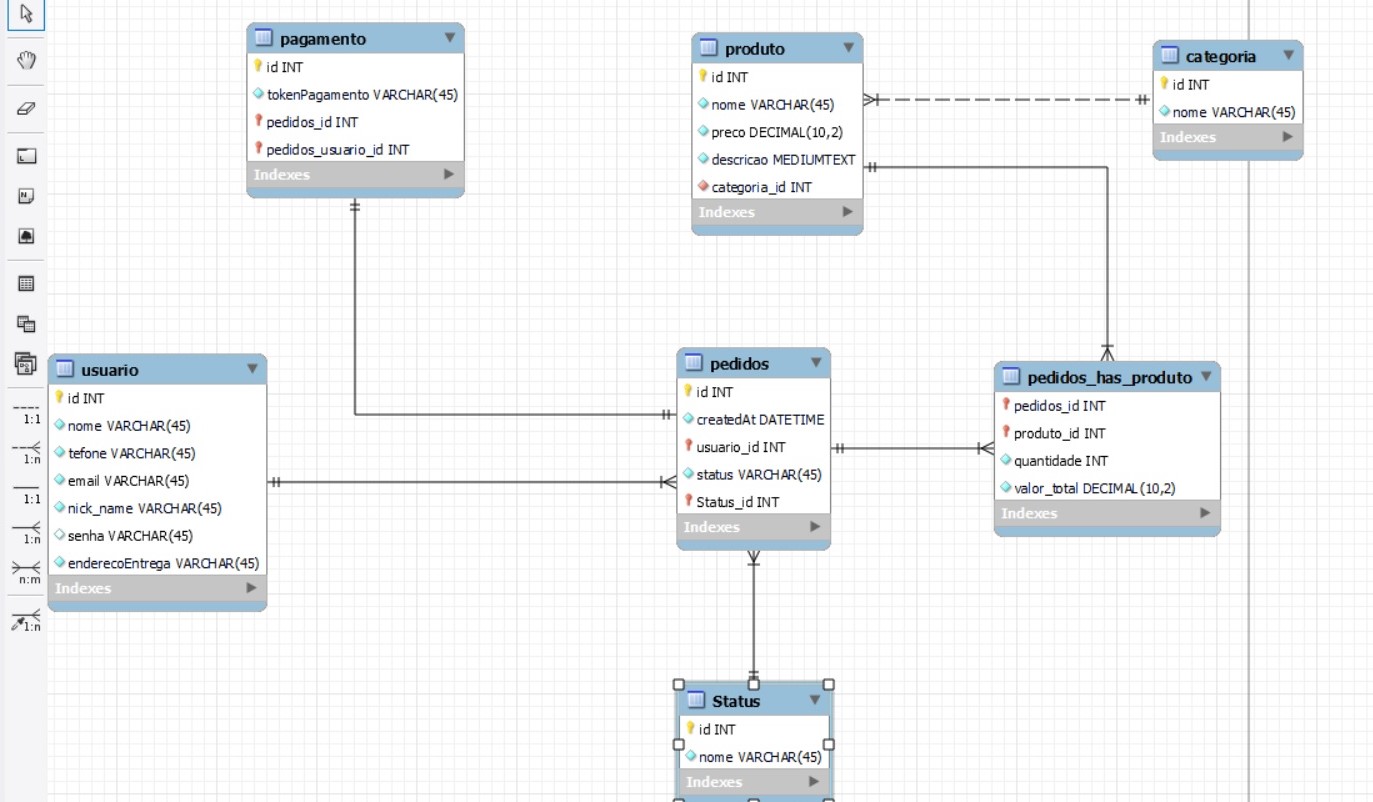 pagamento
id INT
tokenPagamento VARCHAR(45)
pedidos_id INT
pedidos_usuario_id INT
Indexes
produto
id INT
nome VARCHAR(45)
preco DECIMAL(10,2)
descricao MEDIUMTEXT
categoria_id INT
Indexes
categoria
id INT
nome VARCHAR(45)
Indexes
1:1
1:n
1:1
1:n
n:m
1:n
usuario
id INT
nome VARCHAR(45)
tefone VARCHAR(45)
email VARCHAR(45)
nick_name VARCHAR(45)
senha VARCHAR(45)
enderecoEntrega VARCHAR(45)
Indexes
pedidos
id INT
createdAt DATETIME
usuario_id INT
status VARCHAR(45)
Status_id INT
Indexes
pedidos_has_produto
pedidos_id INT
produto_id INT
quantidade INT
valor_total DECIMAL(10,2)
Indexes
Status
id INT
nome VARCHAR(45)
Indexes